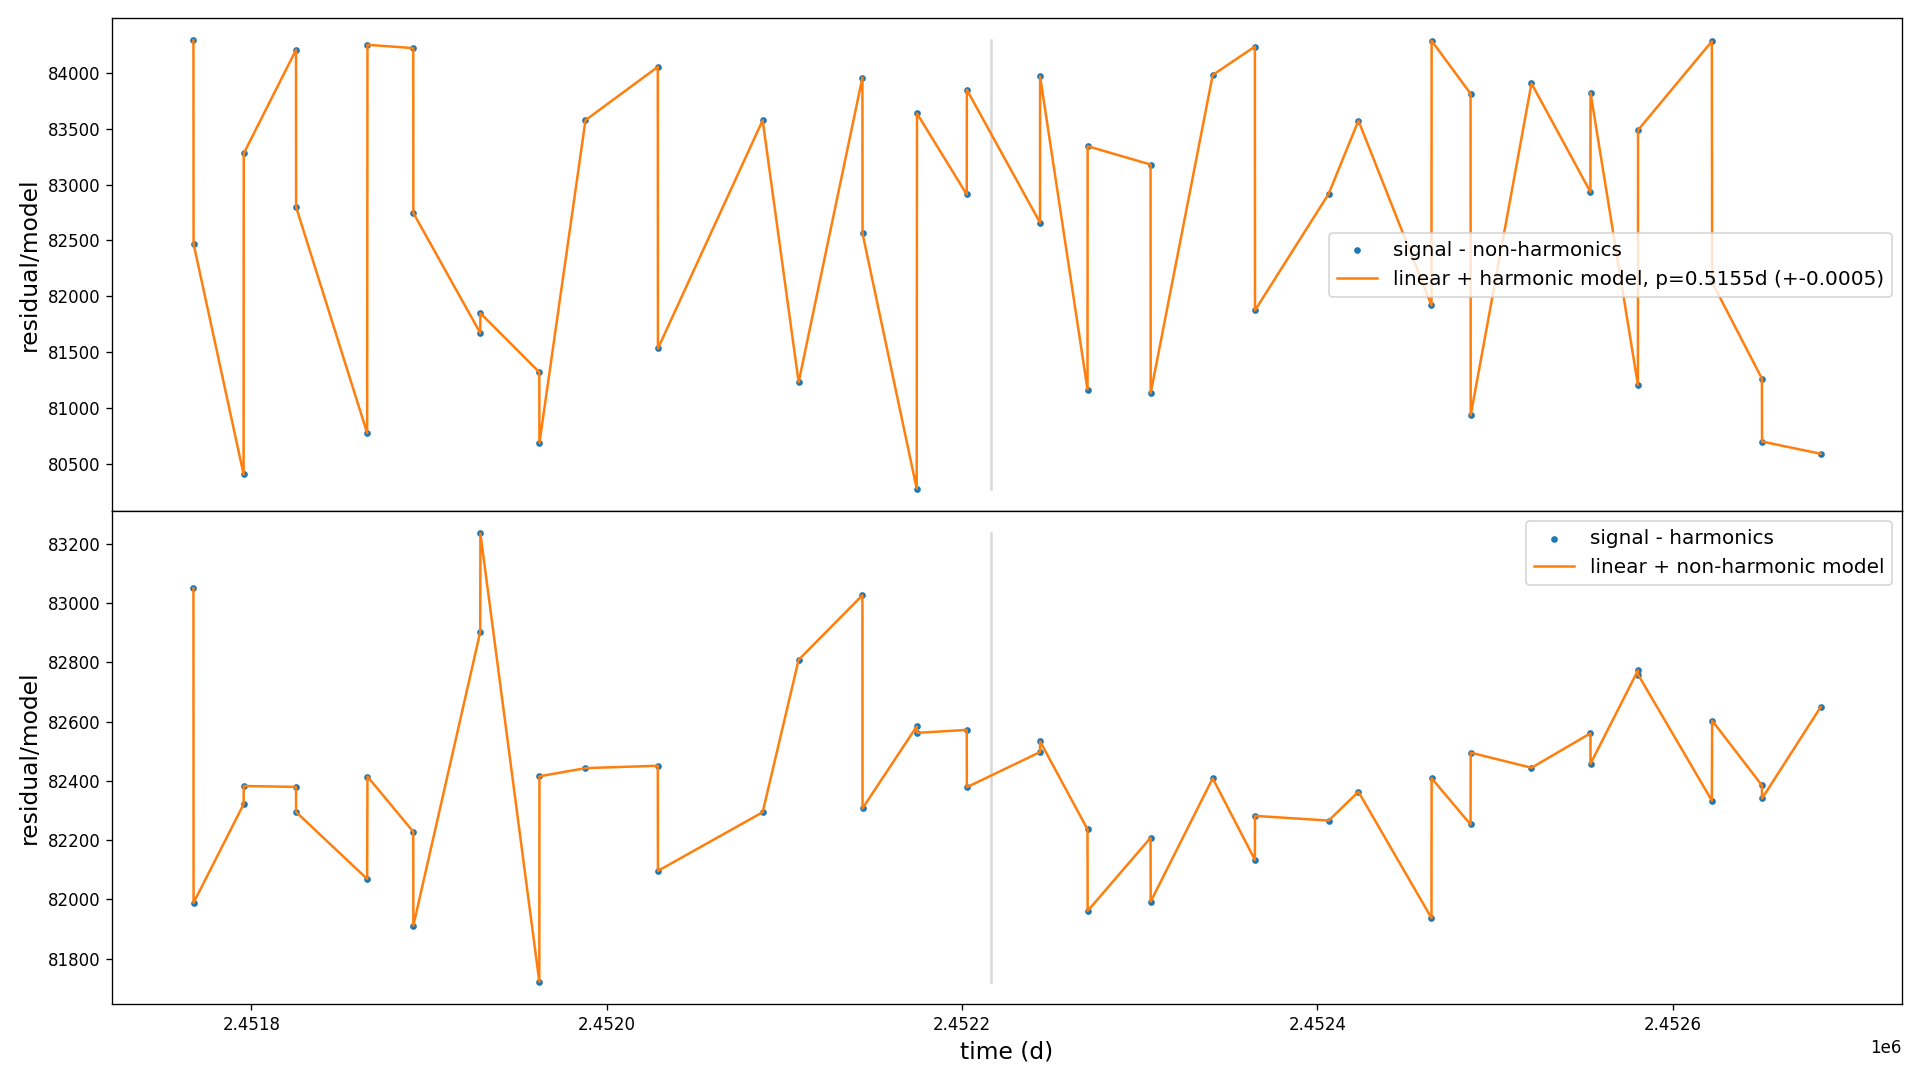 84000
83500
83000
82500
82000
81500
81000
80500
residual/model
signal - non-harmonics
linear + harmonic model, p=0.5155d (+-0.0005)
83200
83000
82800
82600
82400
82200
82000
81800
residual/model
signal - harmonics
linear + non-harmonic model
2.4518 2.4520 2.4522 2.4524 2.4526
1e6
time (d)